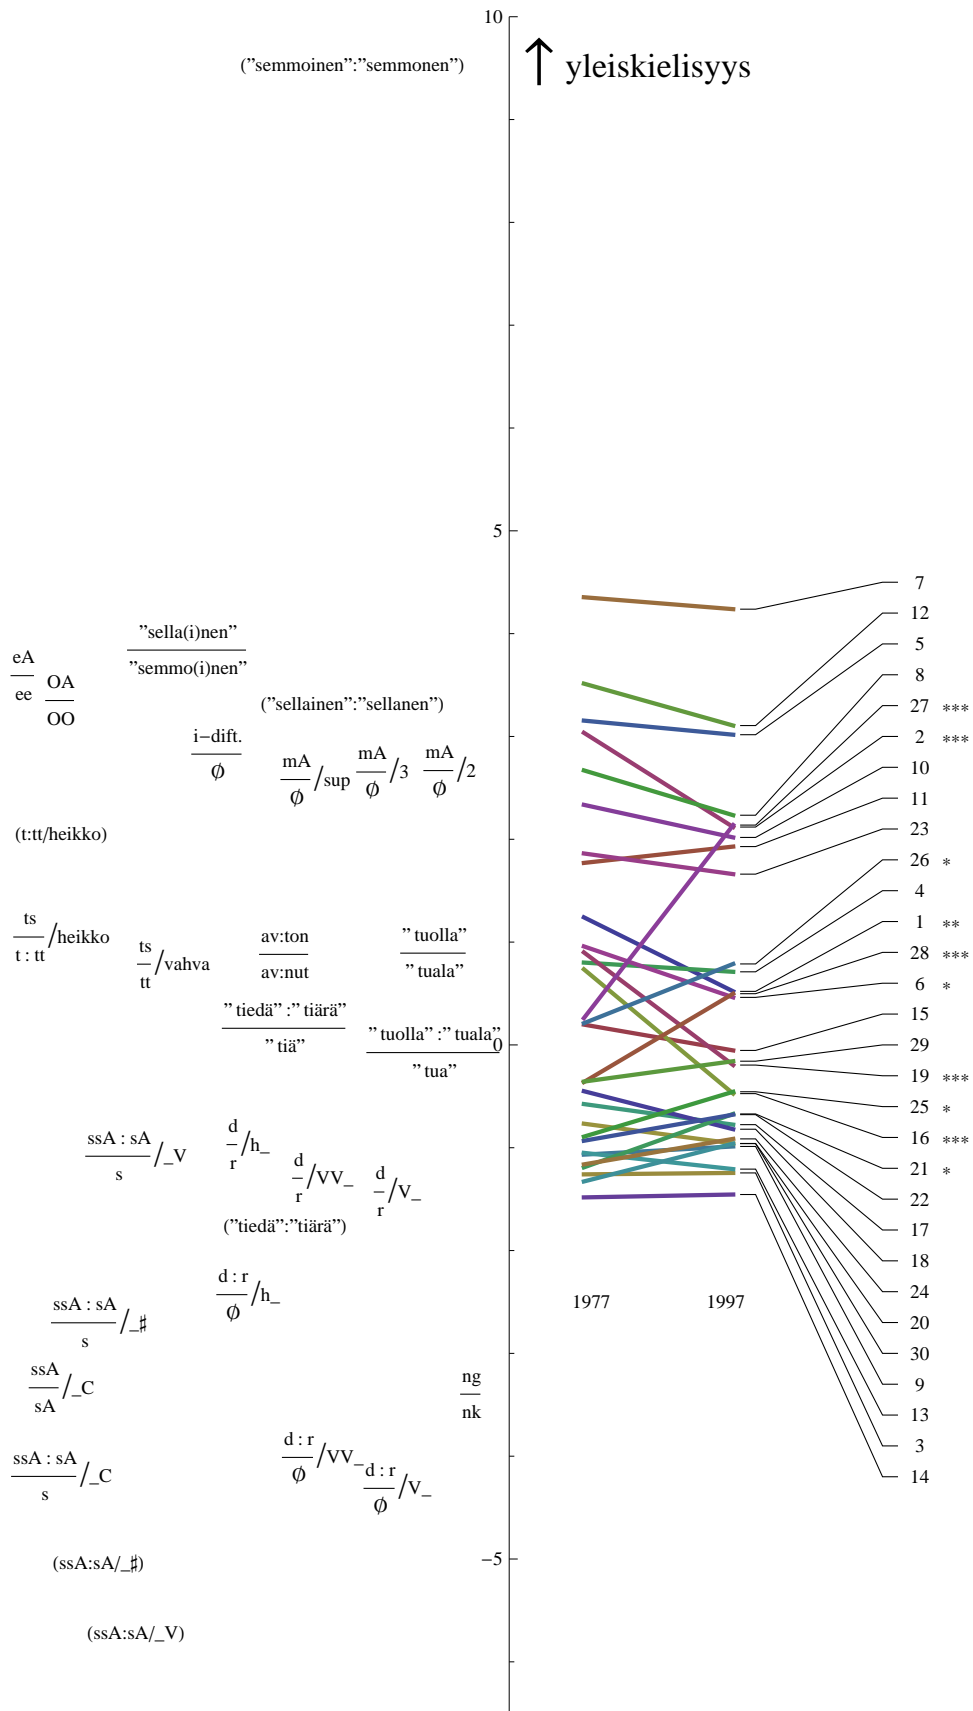 10
("semmoinen":"semmonen")
↑ yleiskielisyys
5
7
12
"sella(i)nen"
"semmo(i)nen"
5
eA
ee
OA
OO
8
("sellainen":"sellanen")
27 ***
i−dift.
ϕ
2 ***
mA
ϕ/sup
mA
ϕ/3
mA
ϕ/2
10
11
(t:tt/heikko)
23
26 *
4
ts
t : tt/heikko
ts
tt/vahva
av:ton
av:nut
"tuolla"
"tuala"
1 **
28 ***
6 *
"tiedä":"tiärä"
"tiä"
15
"tuolla":"tuala"
"tua"
0
29
19 ***
25 *
ssA : sA
s/_V
d
r/h_
d
r/VV_
d
r/V_
16 ***
21 *
22
("tiedä":"tiärä")
17
18
d : r
ϕ/h_
24
1977
1997
ssA : sA
s/_♯
20
30
ssA
sA/_C
ng
nk
9
13
d : r
ϕ/VV_
3
ssA : sA
s/_C
d : r
ϕ/V_
14
−5
(ssA:sA/_♯)
(ssA:sA/_V)